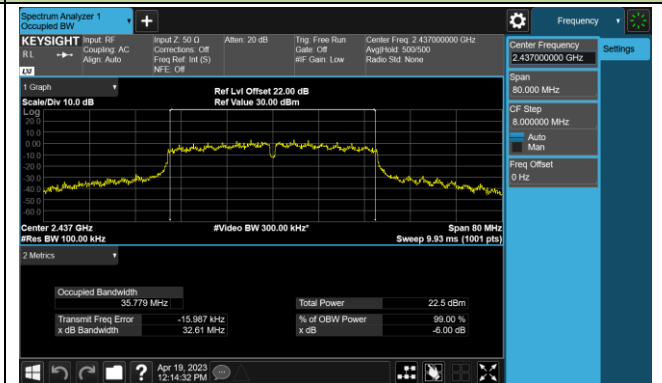 Spectrum Analyzer 1
Occupied BW
+
Frequency
KEYSIGHT
RL
LXI
Input: RF
Coupling: AC
Align: Auto
Input Z: 50 Ω
Corrections: Off
Freq Ref: Int (S)
NFE: Off
Atten: 20 dB
Trig: Free Run
Gate: Off
#IF Gain: Low
Center Freq: 2.437000000 GHz
Avg|Hold: 500/500
Radio Std: None
Center Frequency
2.437000000 GHz
Settings
Span
80.000 MHz
CF Step
8.000000 MHz
Auto
Man
Freq Offset
0 Hz
1 Graph
Scale/Div 10.0 dB
Ref Lvl Offset 22.00 dB
Ref Value 30.00 dBm
Log
20.0
10.0
0.00
-10.0
-20.0
-30.0
-40.0
-50.0
-60.0
Center 2.437 GHz
#Video BW 300.00 kHz*
Span 80 MHz
#Res BW 100.00 kHz
Sweep 9.93 ms (1001 pts)
2 Metrics
Occupied Bandwidth
35.779 MHz
Total Power 22.5 dBm
Transmit Freq Error -15.987 kHz
% of OBW Power 99.00 %
x dB Bandwidth 32.61 MHz
x dB -6.00 dB
?
Apr 19, 2023
12:14:32 PM